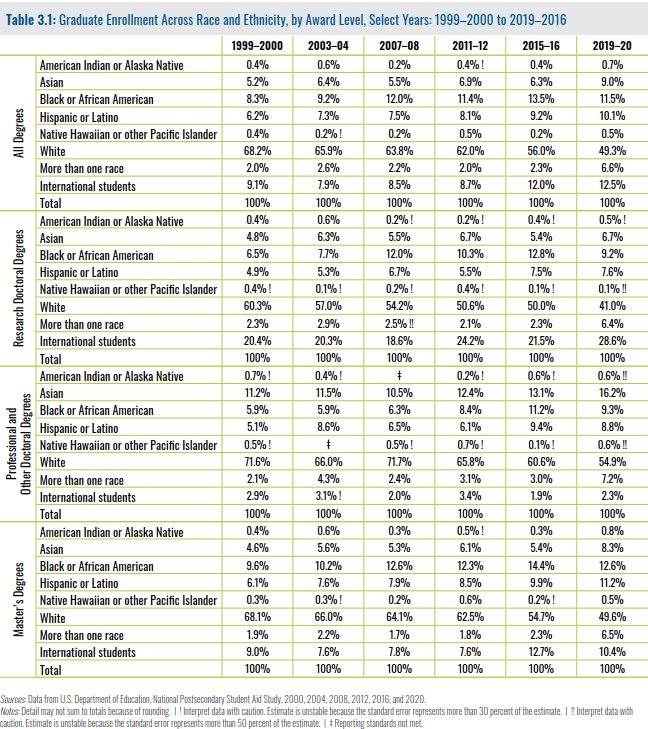 Table 3.1: Graduate Enrollment Across Race and Ethnicity, by Award Level, Select Years: 1999–2000 to 2019–2016
1999–2000 2003–04 2007–08 2011–12 2015–16 2019–20
All Degrees
American Indian or Alaska Native 0.4% 0.6% 0.2% 0.4% ! 0.4% 0.7%
Asian 5.2% 6.4% 5.5% 6.9% 6.3% 9.0%
Black or African American 8.3% 9.2% 12.0% 11.4% 13.5% 11.5%
Hispanic or Latino 6.2% 7.3% 7.5% 8.1% 9.2% 10.1%
Native Hawaiian or other Pacific Islander 0.4% 0.2% ! 0.2% 0.5% 0.2% 0.5%
White 68.2% 65.9% 63.8% 62.0% 56.0% 49.3%
More than one race 2.0% 2.6% 2.2% 2.0% 2.3% 6.6%
International students 9.1% 7.9% 8.5% 8.7% 12.0% 12.5%
Total 100% 100% 100% 100% 100% 100%
Research Doctoral Degrees
American Indian or Alaska Native 0.4% 0.6% 0.2% ! 0.2% ! 0.4% ! 0.5% !
Asian 4.8% 6.3% 5.5% 6.7% 5.4% 6.7%
Black or African American 6.5% 7.7% 12.0% 10.3% 12.8% 9.2%
Hispanic or Latino 4.9% 5.3% 6.7% 5.5% 7.5% 7.6%
Native Hawaiian or other Pacific Islander 0.4% ! 0.1% ! 0.2% ! 0.4% ! 0.1% ! 0.1% !!
White 60.3% 57.0% 54.2% 50.6% 50.0% 41.0%
More than one race 2.3% 2.9% 2.5% !! 2.1% 2.3% 6.4%
International students 20.4% 20.3% 18.6% 24.2% 21.5% 28.6%
Total 100% 100% 100% 100% 100% 100%
Professional and
Other Doctoral Degrees
American Indian or Alaska Native 0.7% ! 0.4% ! ‡ 0.2% ! 0.6% ! 0.6% !!
Asian 11.2% 11.5% 10.5% 12.4% 13.1% 16.2%
Black or African American 5.9% 5.9% 6.3% 8.4% 11.2% 9.3%
Hispanic or Latino 5.1% 8.6% 6.5% 6.1% 9.4% 8.8%
Native Hawaiian or other Pacific Islander 0.5% ! ‡ 0.5% ! 0.7% ! 0.1% ! 0.6% !!
White 71.6% 66.0% 71.7% 65.8% 60.6% 54.9%
More than one race 2.1% 4.3% 2.4% 3.1% 3.0% 7.2%
International students 2.9% 3.1% ! 2.0% 3.4% 1.9% 2.3%
Total 100% 100% 100% 100% 100% 100%
Master's Degrees
American Indian or Alaska Native 0.4% 0.6% 0.3% 0.5% ! 0.3% 0.8%
Asian 4.6% 5.6% 5.3% 6.1% 5.4% 8.3%
Black or African American 9.6% 10.2% 12.6% 12.3% 14.4% 12.6%
Hispanic or Latino 6.1% 7.6% 7.9% 8.5% 9.9% 11.2%
Native Hawaiian or other Pacific Islander 0.3% 0.3% ! 0.2% 0.6% 0.2% ! 0.5%
White 68.1% 66.0% 64.1% 62.5% 54.7% 49.6%
More than one race 1.9% 2.2% 1.7% 1.8% 2.3% 6.5%
International students 9.0% 7.6% 7.8% 7.6% 12.7% 10.4%
Total 100% 100% 100% 100% 100% 100%
Sources: Data from U.S. Department of Education, National Postsecondary Student Aid Study, 2000, 2004, 2008, 2012, 2016, and 2020.
Notes: Detail may not sum to totals because of rounding. | ! Interpret data with caution. Estimate is unstable because the standard error represents more than 30 percent of the estimate. | !! Interpret data with
caution. Estimate is unstable because the standard error represents more than 50 percent of the estimate. | ‡ Reporting standards not met.